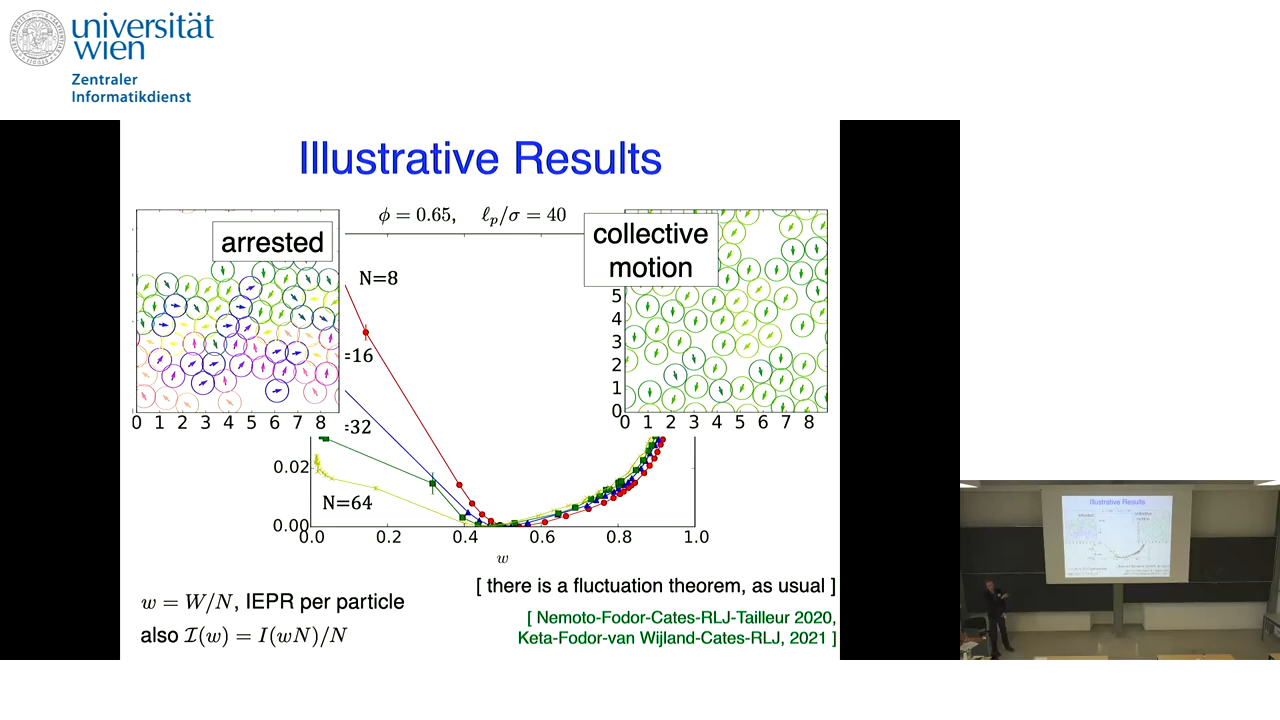 universität
wien
Zentraler
Informatikdienst
Illustrative Results
ϕ = 0.65, ℓp/σ = 40
arrested
collective
motion
N=8
=16
=32
N=64
5
4
3
2
1
0
0 1 2 3 4 5 6 7 8
0 1 2 3 4 5 6 7 8
0.02
0.00
0.0 0.2 0.4 0.6 0.8 1.0
w
[ there is a fluctuation theorem, as usual ]
w = W/N, IEPR per particle
also I(w) = I(wN)/N
[ Nemoto-Fodor-Cates-RLJ-Tailleur 2020,
Keta-Fodor-van Wijland-Cates-RLJ, 2021 ]
Illustrative Results